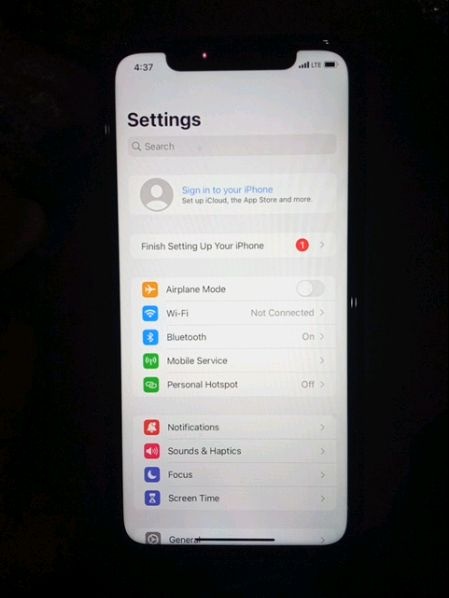 4:37
LTE
Settings
Search
Sign in to your iPhone
Set up iCloud, the App Store and more.
Finish Setting Up Your iPhone 1
Airplane Mode
Wi-Fi Not Connected
Bluetooth On
Mobile Service
Personal Hotspot Off
Notifications
Sounds & Haptics
Focus
Screen Time
General